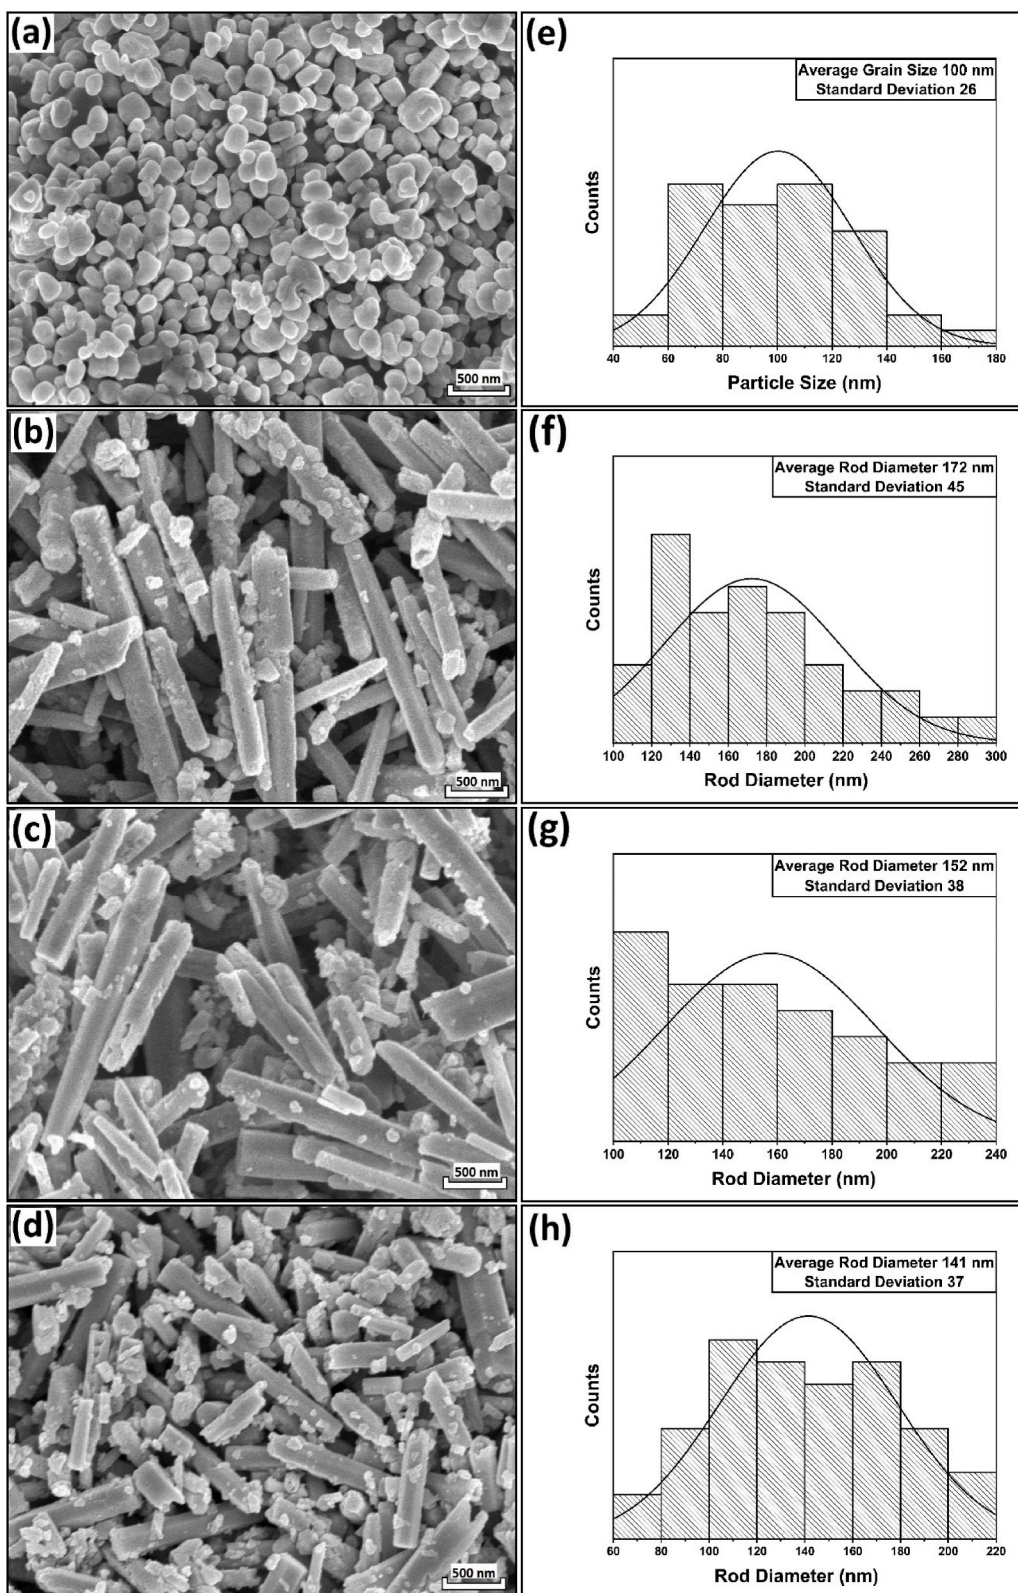 (a)
500 nm
(e)
Average Grain Size 100 nm
Standard Deviation 26
Counts
40 60 80 100 120 140 160 180
Particle Size (nm)
(b)
500 nm
(f)
Average Rod Diameter 172 nm
Standard Deviation 45
Counts
100 120 140 160 180 200 220 240 260 280 300
Rod Diameter (nm)
(c)
500 nm
(g)
Average Rod Diameter 152 nm
Standard Deviation 38
Counts
100 120 140 160 180 200 220 240
Rod Diameter (nm)
(d)
500 nm
(h)
Average Rod Diameter 141 nm
Standard Deviation 37
Counts
60 80 100 120 140 160 180 200 220
Rod Diameter (nm)